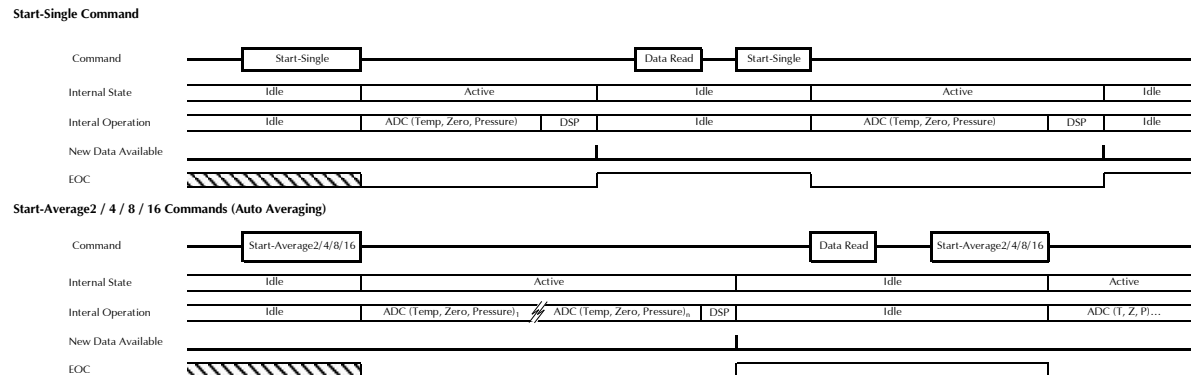 Start-Single Command
Command Start-Single Data Read Start-Single
Internal State Idle Active Idle Active Idle
Interal Operation Idle ADC (Temp, Zero, Pressure) DSP Idle ADC (Temp, Zero, Pressure) DSP Idle
New Data Available
EOC
Start-Average2 / 4 / 8 / 16 Commands (Auto Averaging)
Command Start-Average2/4/8/16 Data Read Start-Average2/4/8/16
Internal State Idle Active Idle Active
Interal Operation Idle ADC (Temp, Zero, Pressure)1 ADC (Temp, Zero, Pressure)n DSP Idle ADC (T, Z, P)...
New Data Available
EOC